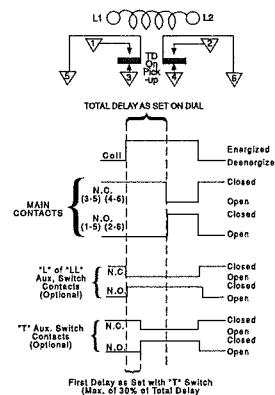 L1 L2
1 2
TD
On
Pick
-up
5 3 4 6
TOTAL DELAY AS SET ON DIAL
Coil
Energized
Deenergize
MAIN
CONTACTS
N.C.
(3-5) (4-6)
Closed
Open
N.O.
(1-5) (2-6)
Closed
Open
"L" of "LL"
Aux, Switch
Contacts
(Optional)
N.C.
Closed
Open
N.O.
Closed
Open
"T" Aux. Switch
Contacts
(Optional)
N.C.
Closed
Open
N.O.
Closed
Open
First Delay as Set with "T" Switch
(Max. of 30% of Total Delay